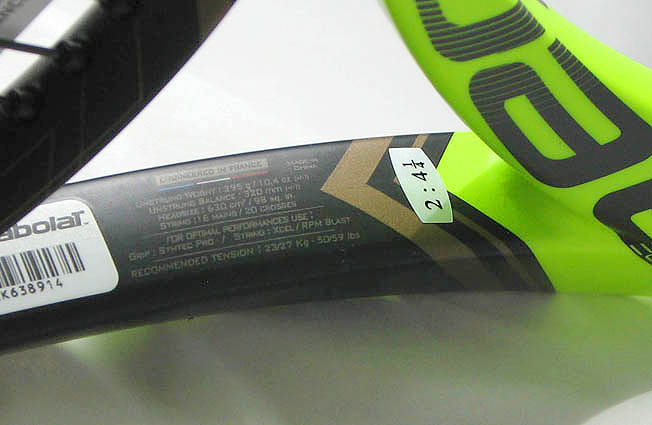 ENGINEERED IN FRANCE MADE IN CHINA
UNSTRUNG WEIGHT : 295 g / 10.4 oz (+/-)
UNSTRUNG BALANCE : 320 mm (+/-)
HEADSIZE : 630 cm² / 98 sq. in
STRING : 16 MAINS / 20 CROSSES
/FOR OPTIMAL PERFORMANCES USE :
GRIP : SYNTEC PRO / STRING : XCEL / RPM BLAST
RECOMMENDED TENSION : 23/27 Kg - 50/59 lbs
2 : 4 1/4
abolaT
K638914